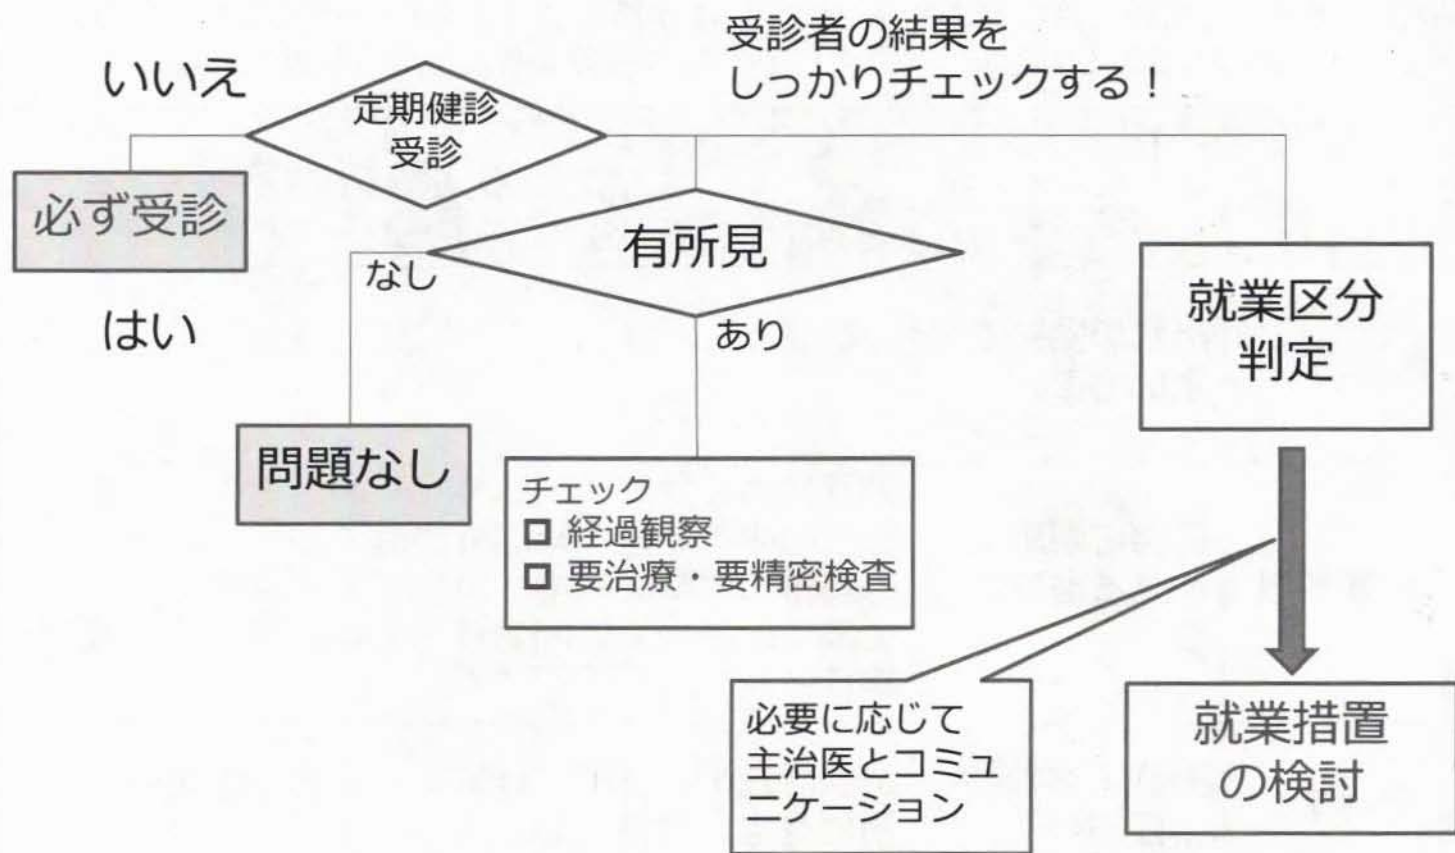 受診者の結果を
しっかりチェックする！
いいえ
定期健診
受診
必ず受診
有所見
なし
はい
あり
就業区分
判定
問題なし
チェック
経過観察
要治療・要精密検査
必要に応じて
主治医とコミュ
ニケーション
就業措置
の検討